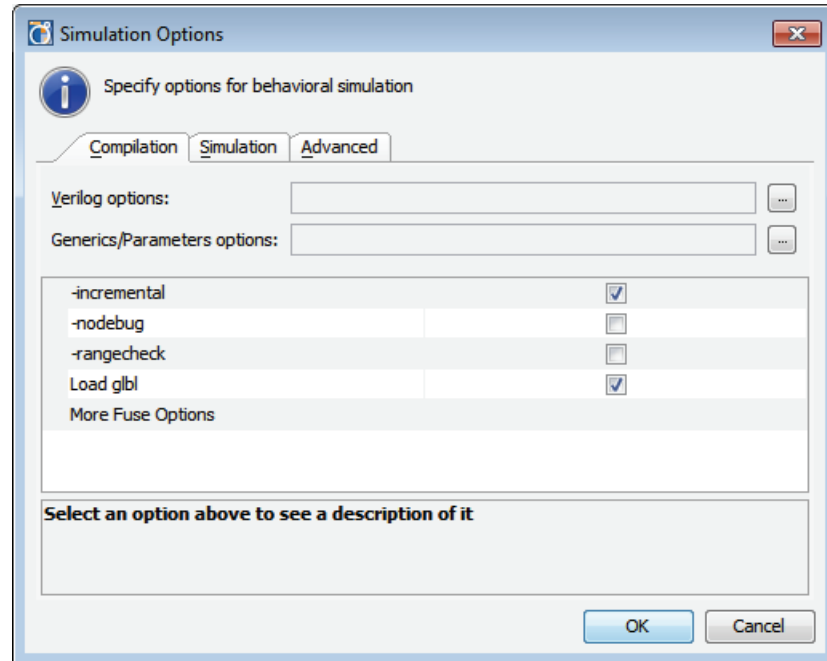 Simulation Options
Specify options for behavioral simulation
Compilation Simulation Advanced
Verilog options: ...
Generics/Parameters options: ...
-incremental
-nodebug
-rangecheck
Load glbl
More Fuse Options
Select an option above to see a description of it
OK Cancel